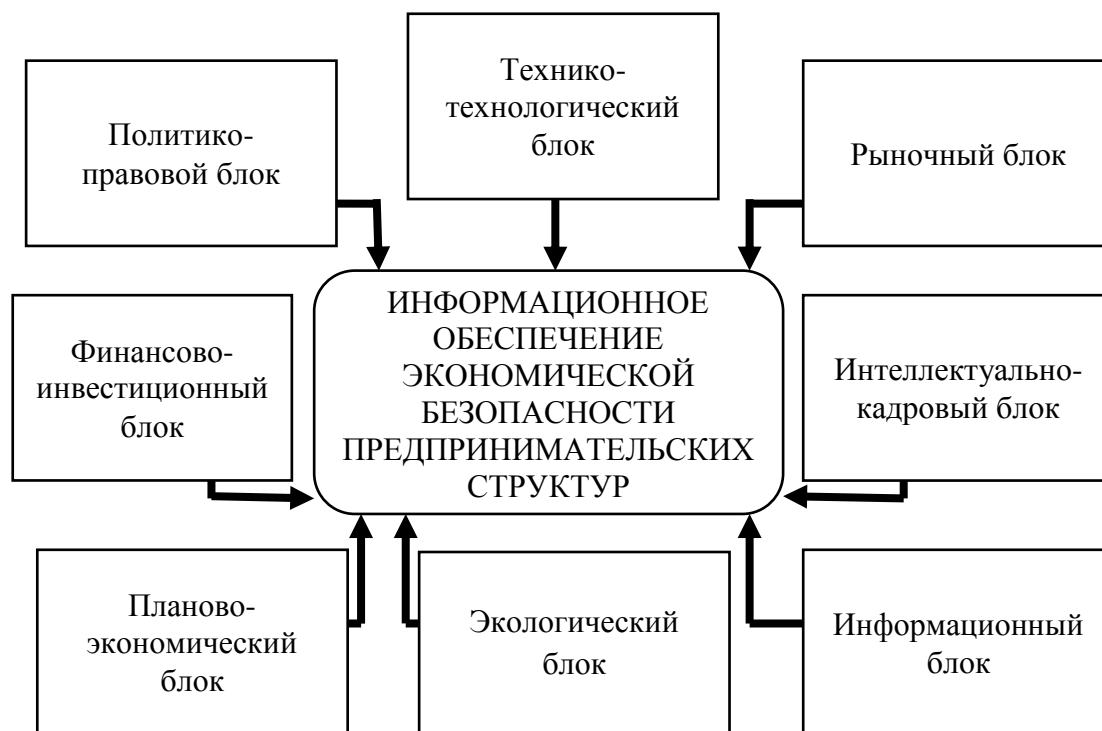 Политико-
правовой блок
Технико-
технологический
блок
Рыночный блок
Финансово-
инвестиционный
блок
ИНФОРМАЦИОННОЕ
ОБЕСПЕЧЕНИЕ
ЭКОНОМИЧЕСКОЙ
БЕЗОПАСНОСТИ
ПРЕДПРИНИМАТЕЛЬСКИХ
СТРУКТУР
Интеллектуально-
кадровый блок
Планово-
экономический
блок
Экологический
блок
Информационный
блок